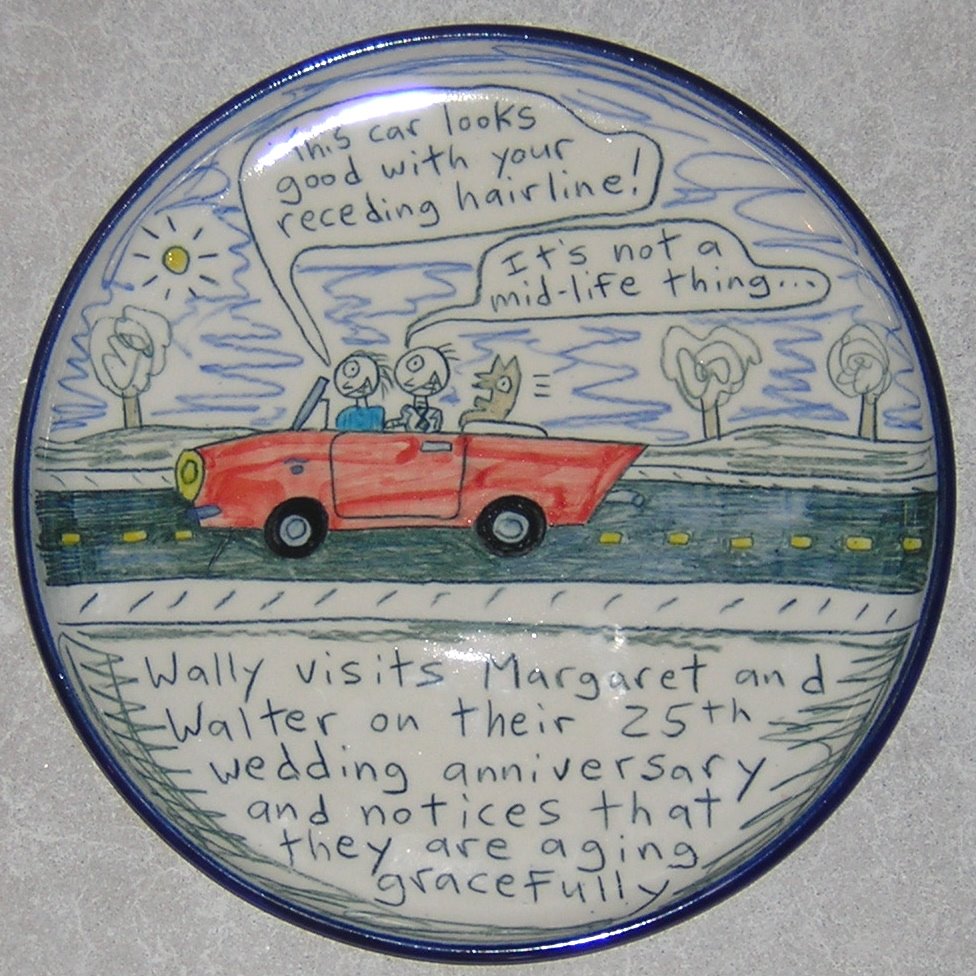 This car looks
good with your
receding hairline!
It's not a
mid-life thing...
Wally visits Margaret and
Walter on their 25th
wedding anniversary
and notices that
they are aging
gracefully